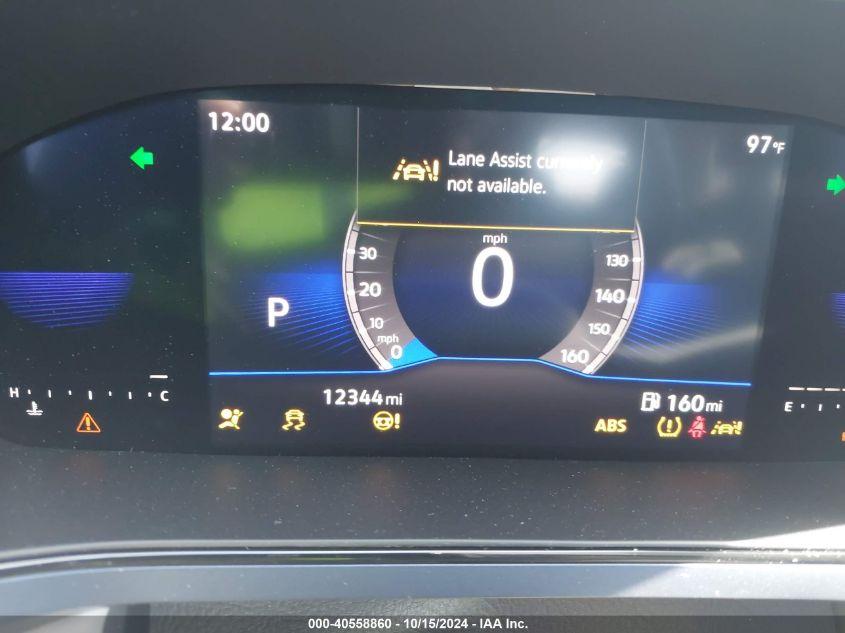 12:00
97°F
Lane Assist currently
not available.
mph
0
30
20
10
mph
0
130
140
150
160
P
H
C
12344 mi
160 mi
E
ABS
000-40558860 - 10/15/2024 - IAA Inc.